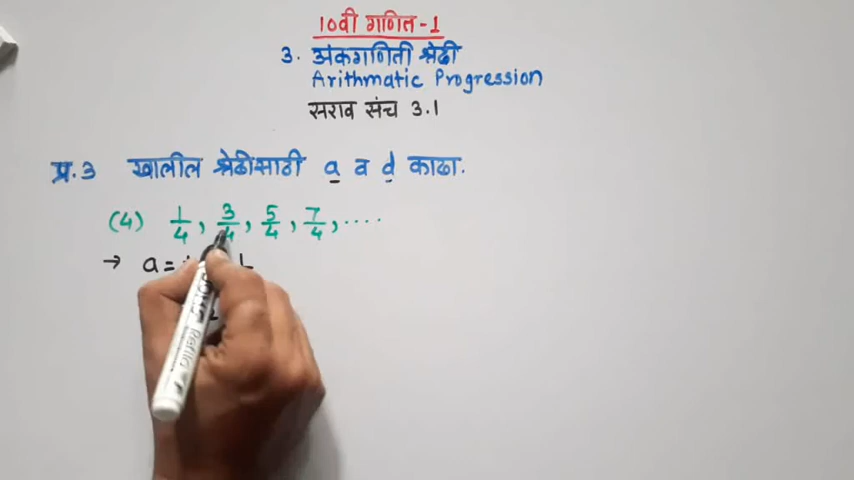 10वी गणित-1
3. अंकगणिती श्रेढी
Arithmatic Progression
सराव संच 3.1
प्र.3 खालील श्रेढीसाठी a व d काढा.
(4) 1/4, 3/4, 5/4, 7/4, ....
→ a =